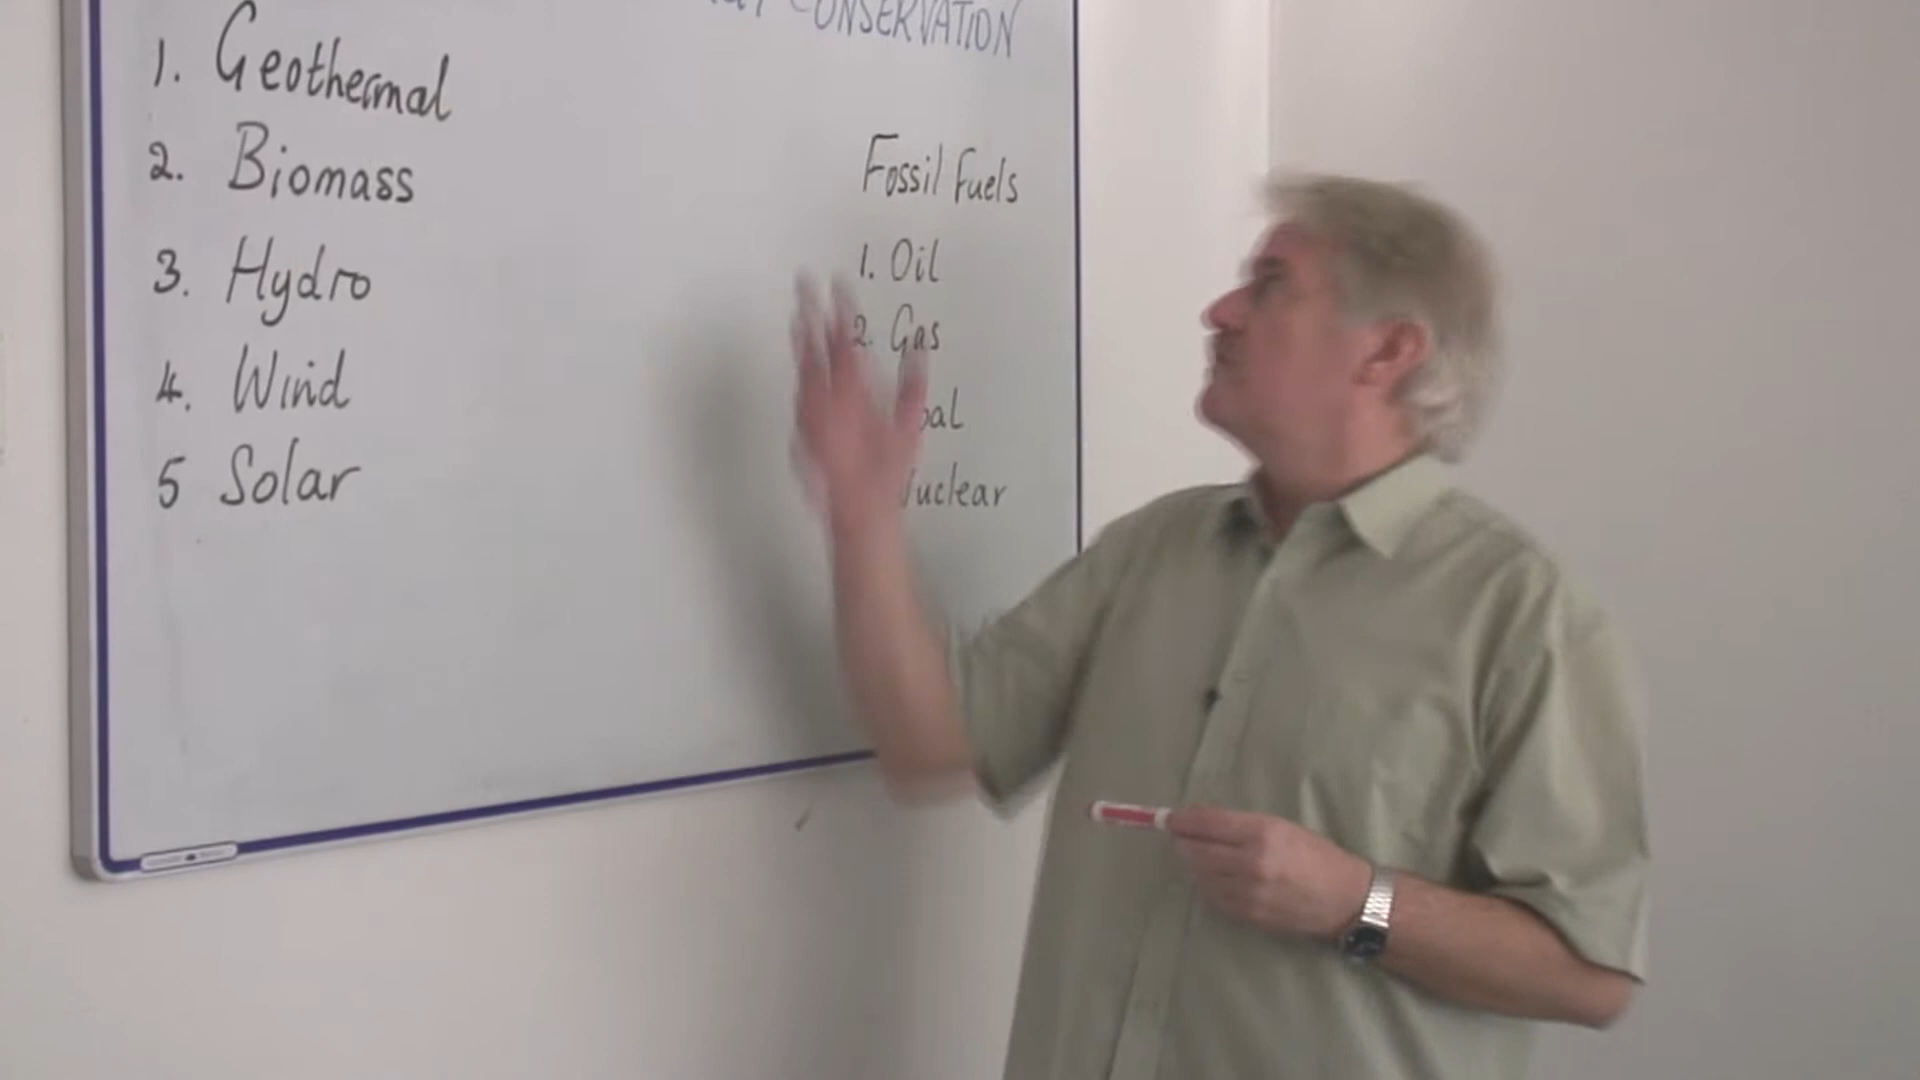 CONSERVATION
1. Geothermal
2. Biomass
3. Hydro
4. Wind
5 Solar
Fossil Fuels
1. Oil
2. Gas